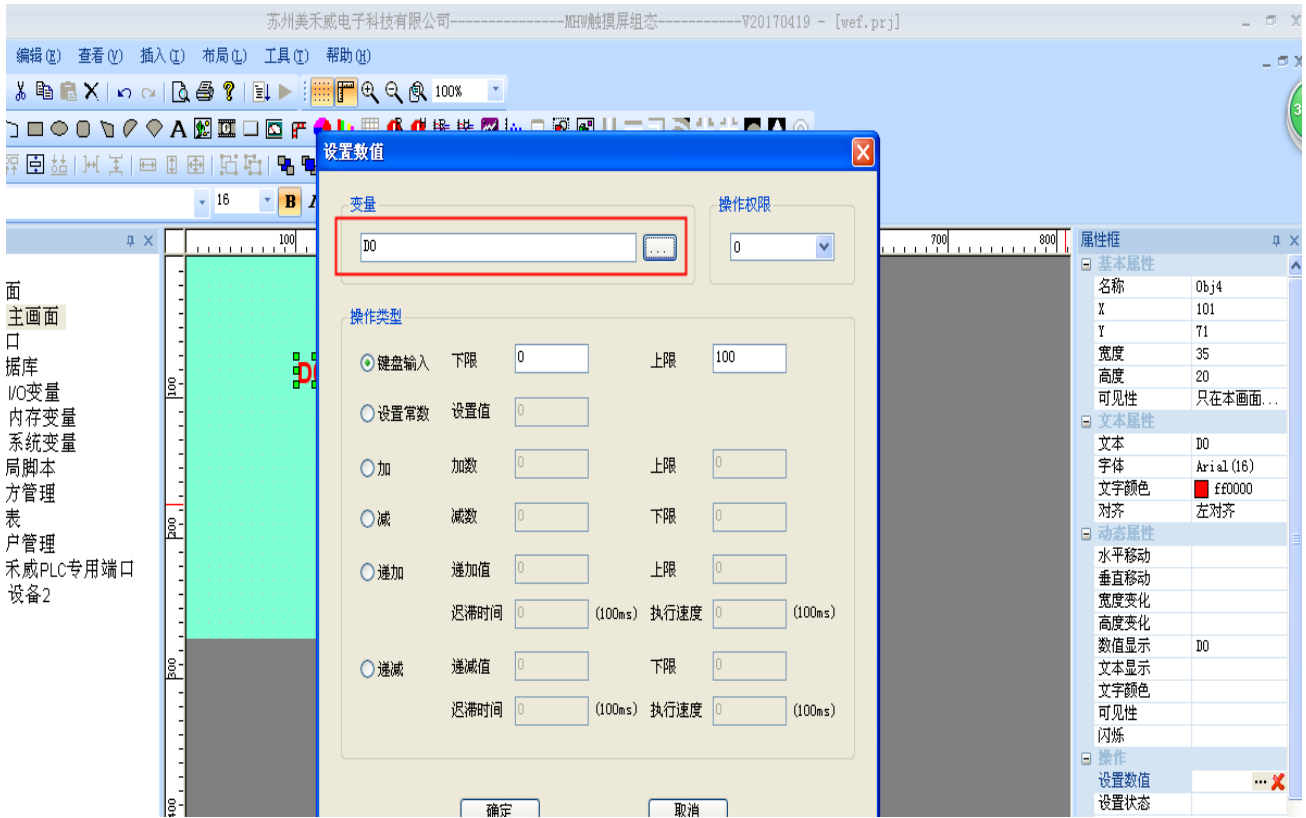 苏州美禾威电子科技有限公司---------------MHW触摸屏组态-----------V20170419 - [wef.prj]
编辑(E) 查看(V) 插入(I) 布局(L) 工具(T) 帮助(H)
100%
16 B
设置数值
变量
操作权限
D0 ... 0
操作类型
键盘输入 下限 0 上限 100
设置常数 设置值 0
加 加数 0 上限 0
减 减数 0 下限 0
递加 递加值 0 上限 0
迟滞时间 0 (100ms) 执行速度 0 (100ms)
递减 递减值 0 下限 0
迟滞时间 0 (100ms) 执行速度 0 (100ms)
确定 取消
100 700 800
100
200
300
400
面
主画面
口
据库
I/O变量
内存变量
系统变量
局脚本
方管理
表
户管理
禾威PLC专用端口
设备2
属性框
基本属性
名称 Obj4
X 101
Y 71
宽度 35
高度 20
可见性 只在本画面...
文本属性
文本 D0
字体 Arial(16)
文字颜色 ff0000
对齐 左对齐
动态属性
水平移动
垂直移动
宽度变化
高度变化
数值显示 D0
文本显示
文字颜色
可见性
闪烁
操作
设置数值 ...
设置状态